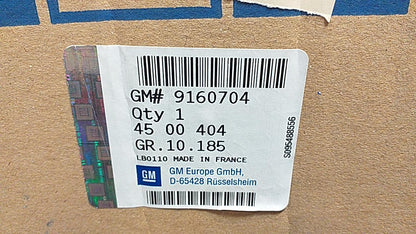 GM# 9160704
Qty 1
45 00 404
GR.10.185
LB0110 MADE IN FRANCE
GM
GM Europe GmbH,
D-65428 Rüsselsheim
S095488556